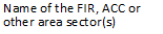 Name of the FIR, ACC or
other area sector(s)